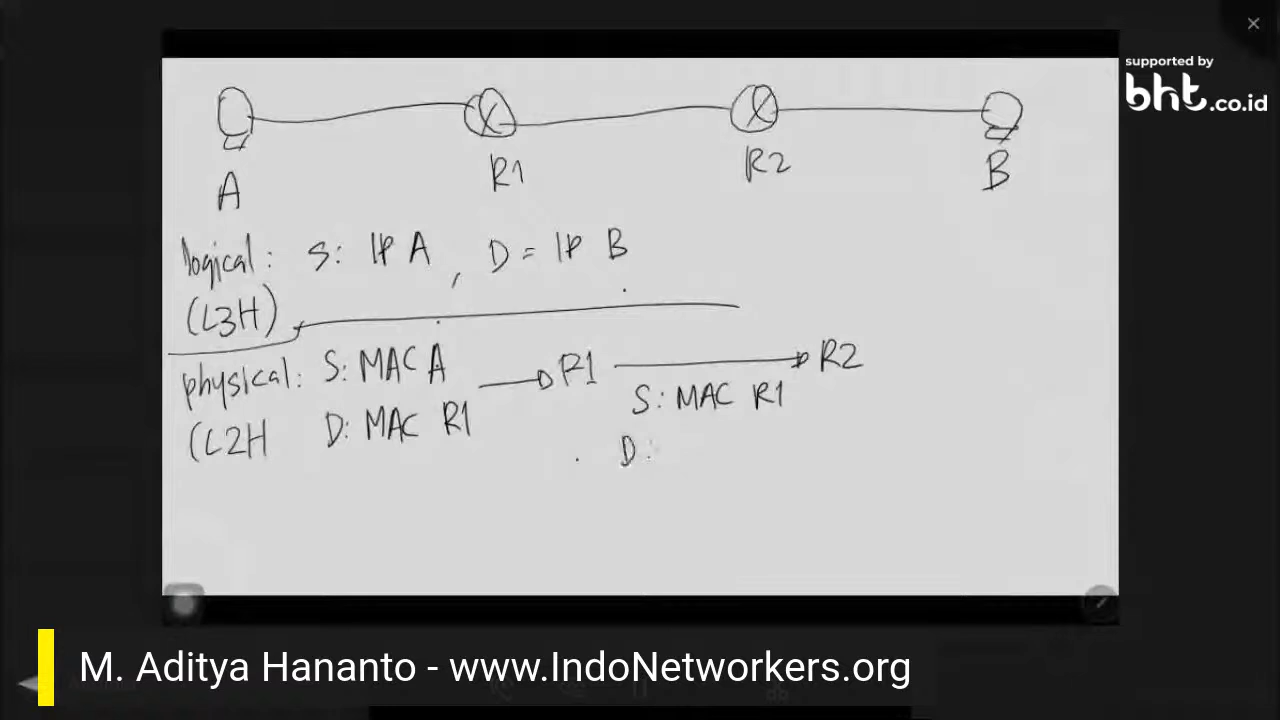 supported by
bht.co.id
A
R1
R2
B
logical: S: IP A, D = IP B
(L3H)
physical: S: MAC A → R1 → R2
(L2H D: MAC R1 S: MAC R1
D:
M. Aditya Hananto - www.IndoNetworkers.org